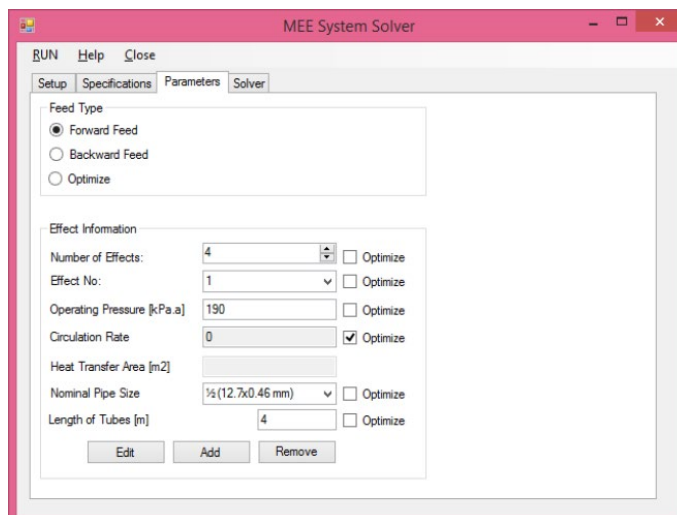 MEE System Solver
RUN Help Close
Setup Specifications Parameters Solver
Feed Type
Forward Feed
Backward Feed
Optimize
Effect Information
Number of Effects: 4 Optimize
Effect No: 1 Optimize
Operating Pressure [kPa.a] 190 Optimize
Circulation Rate 0 Optimize
Heat Transfer Area [m2]
Nominal Pipe Size ½ (12.7x0.46 mm) Optimize
Length of Tubes [m] 4 Optimize
Edit Add Remove